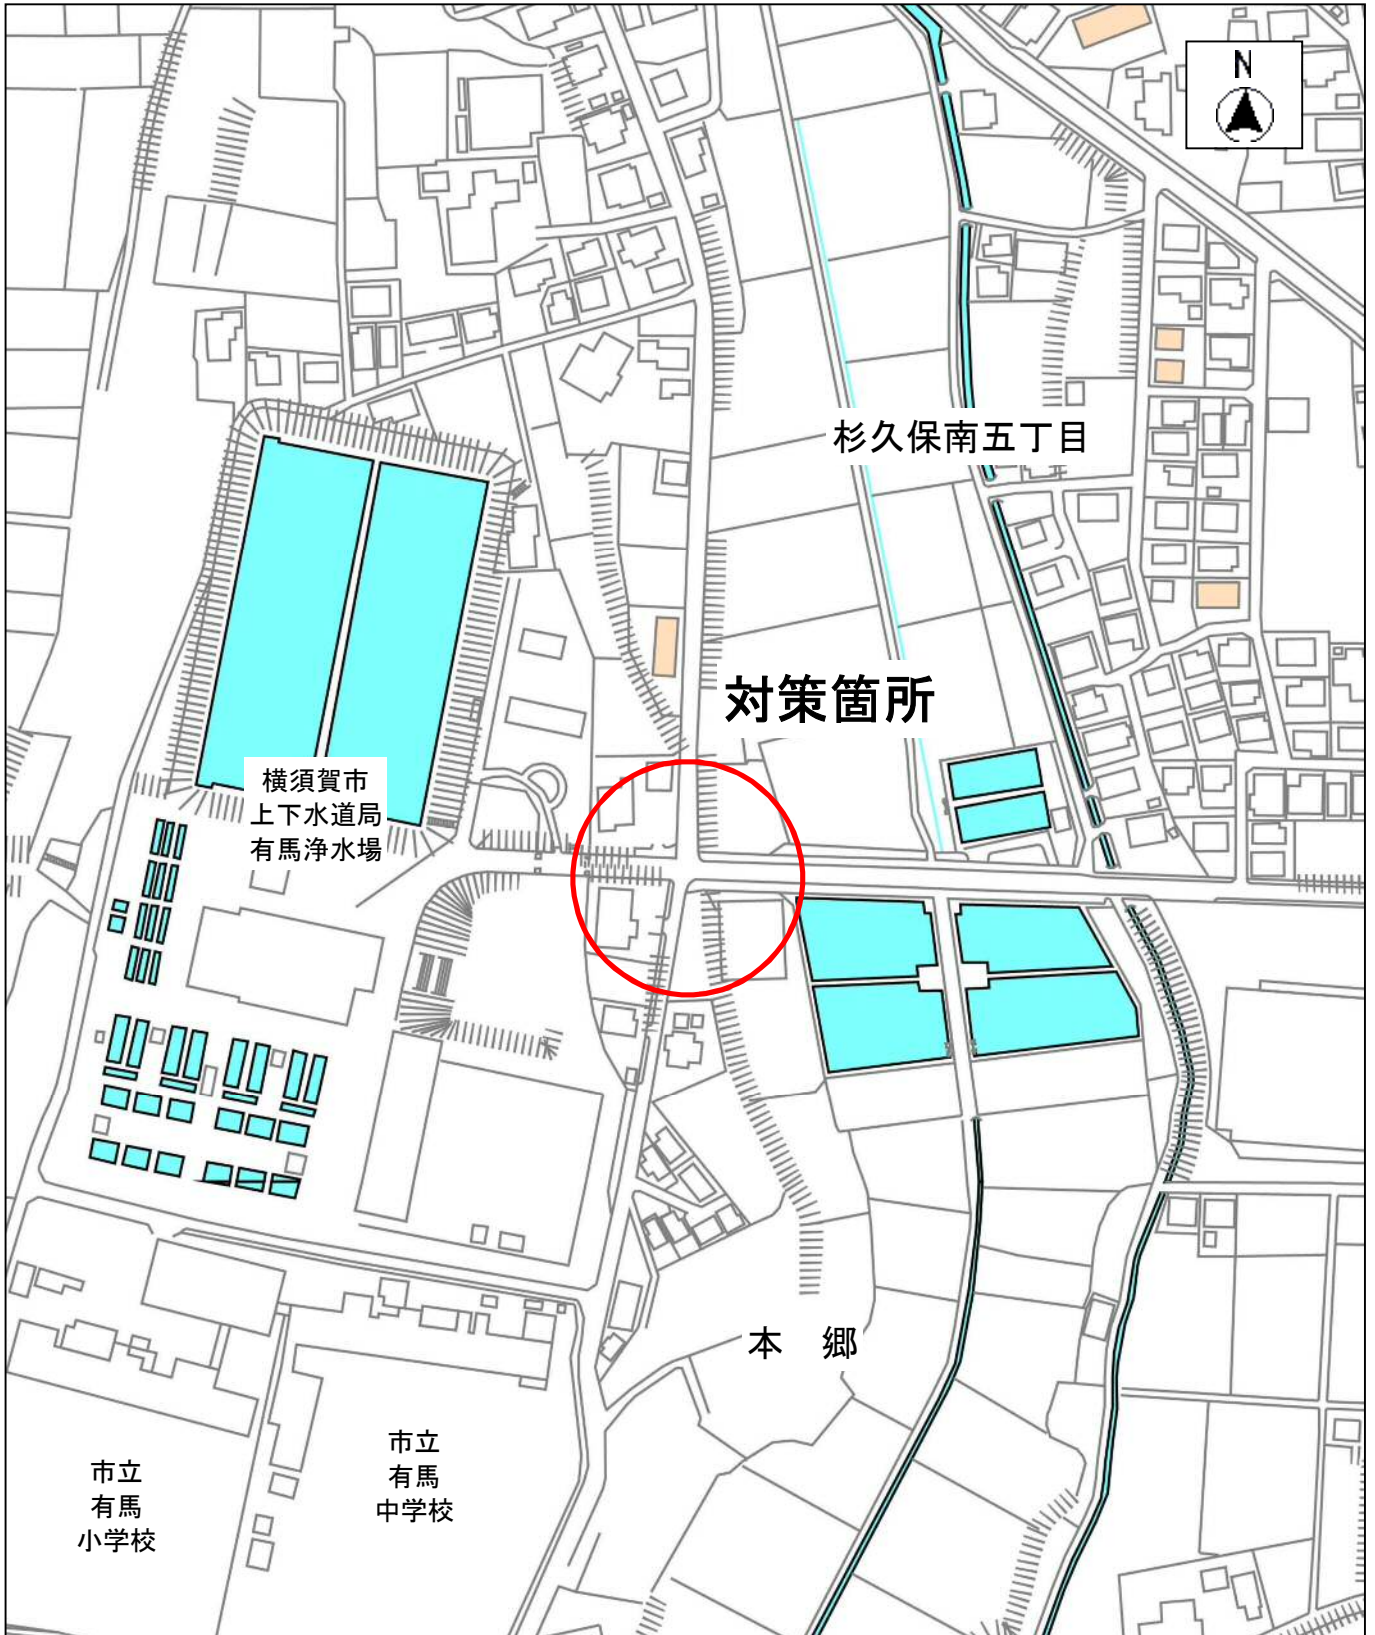 N
杉久保南五丁目
対策箇所
横須賀市
上下水道局
有馬浄水場
本 郷
市立
有馬
中学校
市立
有馬
小学校